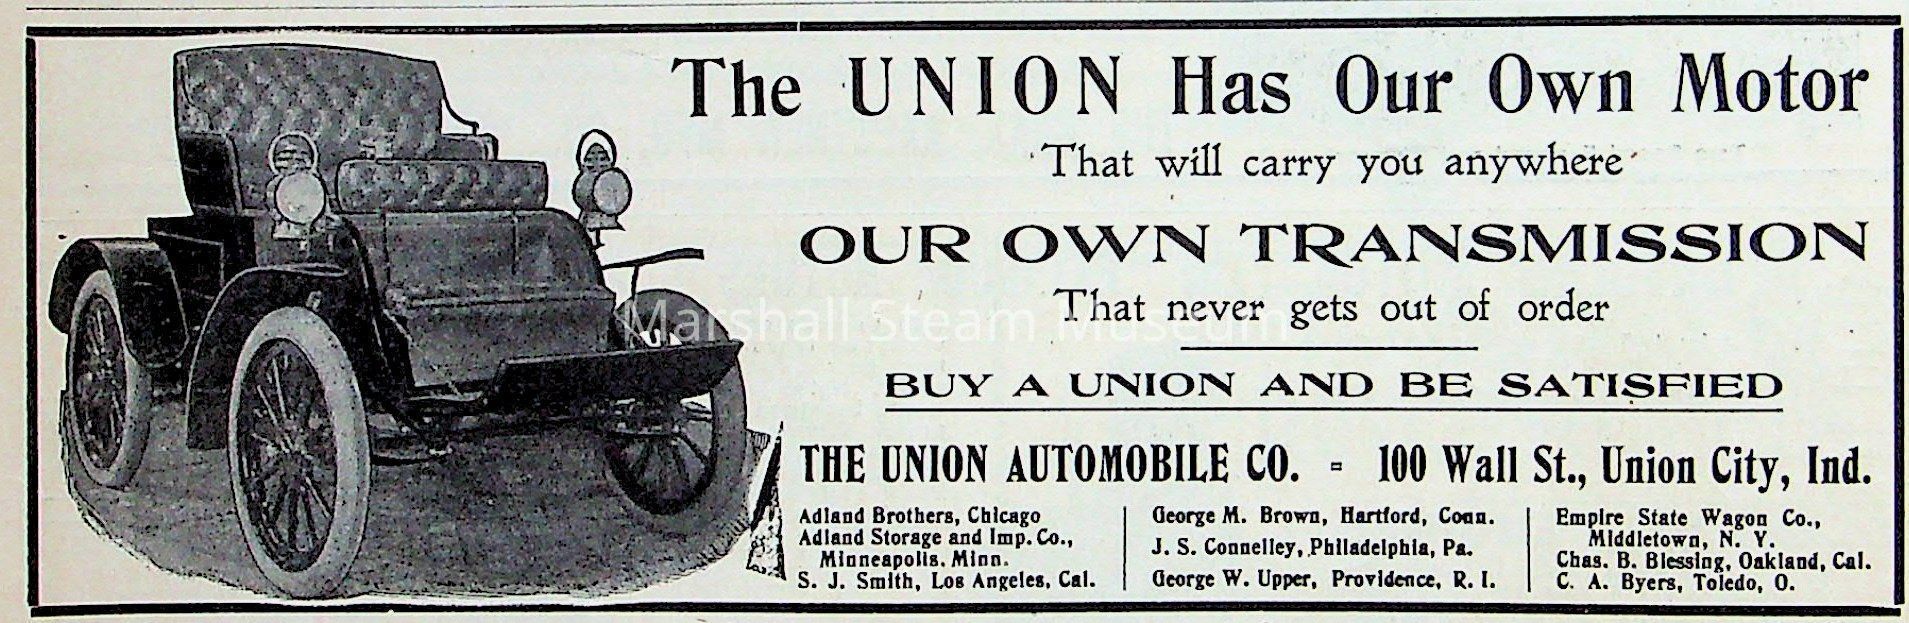 The UNION Has Our Own Motor
That will carry you anywhere
OUR OWN TRANSMISSION
That never gets out of order
Marshall Steam Museum
BUY A UNION AND BE SATISFIED
THE UNION AUTOMOBILE CO. = 100 Wall St., Union City, Ind.
Adland Brothers, Chicago
Adland Storage and Imp. Co.,
Minneapolis. Minn.
S. J. Smith, Los Angeles, Cal.
George M. Brown, Hartford, Conn.
J. S. Connelley, Philadelphia, Pa.
George W. Upper, Providence, R. I.
Empire State Wagon Co.,
Middletown, N. Y.
Chas. B. Blessing, Oakland, Cal.
C. A. Byers, Toledo, O.